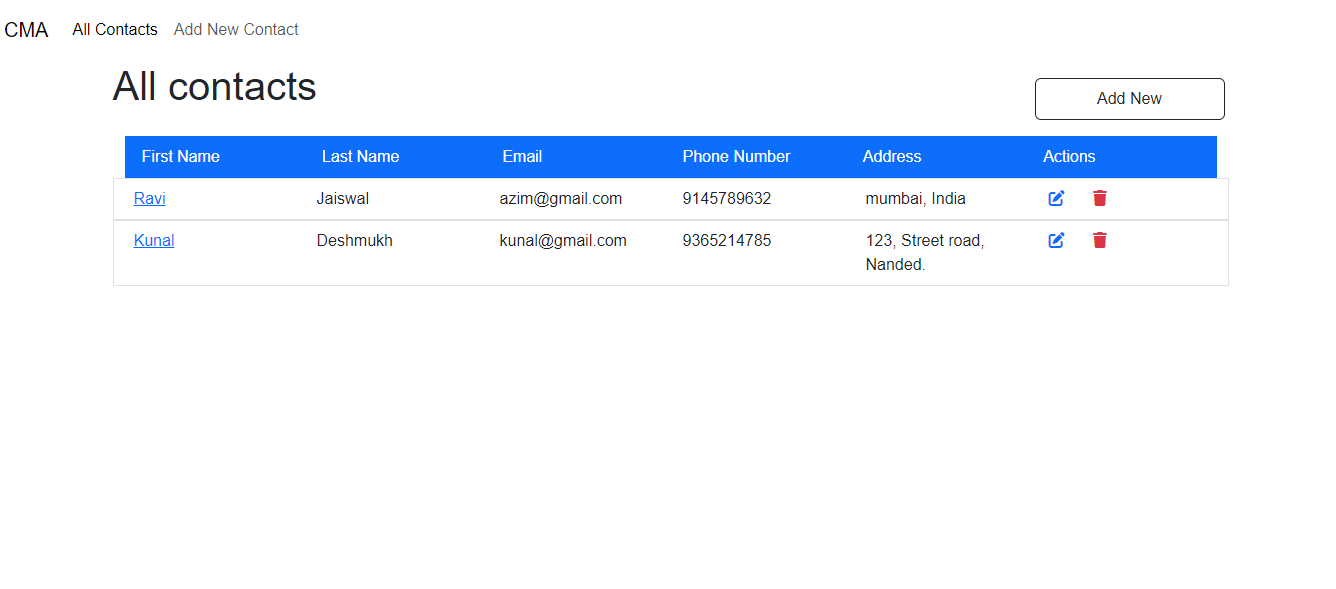 CMA All Contacts Add New Contact
All contacts
Add New
First Name Last Name Email Phone Number Address Actions
Ravi Jaiswal azim@gmail.com 9145789632 mumbai, India
Kunal Deshmukh kunal@gmail.com 9365214785 123, Street road,
Nanded.